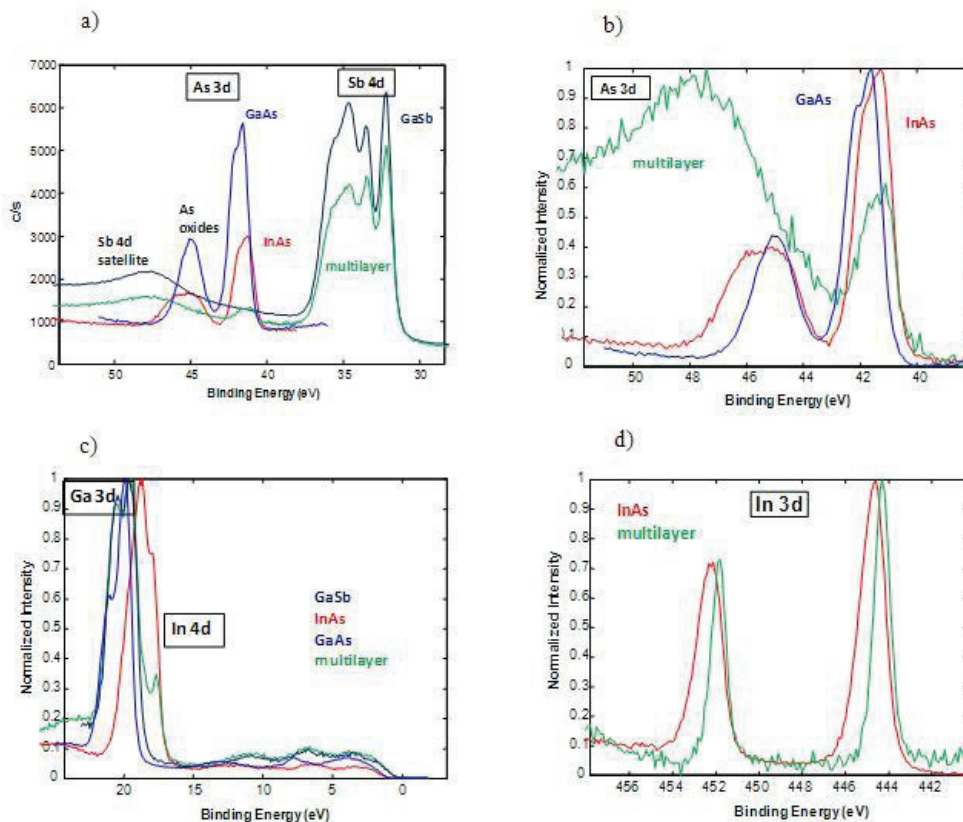 a)
7000
6000
5000
4000
3000
2000
1000
0
c/s
As 3d
Sb 4d
GaAs
GaSb
As
oxides
Sb 4d
satellite
InAs
multilayer
50 45 40 35 30
Binding Energy (eV)
b)
1
0.9
0.8
0.7
0.6
0.5
0.4
0.3
0.2
0.1
0
Normalized Intensity
As 3d
GaAs
InAs
multilayer
50 48 46 44 42 40
Binding Energy (eV)
c)
1
0.9
0.8
0.7
0.6
0.5
0.4
0.3
0.2
0.1
0
Normalized Intensity
Ga 3d
In 4d
GaSb
InAs
GaAs
multilayer
20 15 10 5 0
Binding Energy (eV)
d)
1
0.9
0.8
0.7
0.6
0.5
0.4
0.3
0.2
0.1
0
Normalized Intensity
InAs
multilayer
In 3d
456 454 452 450 448 446 444 442
Binding Energy (eV)